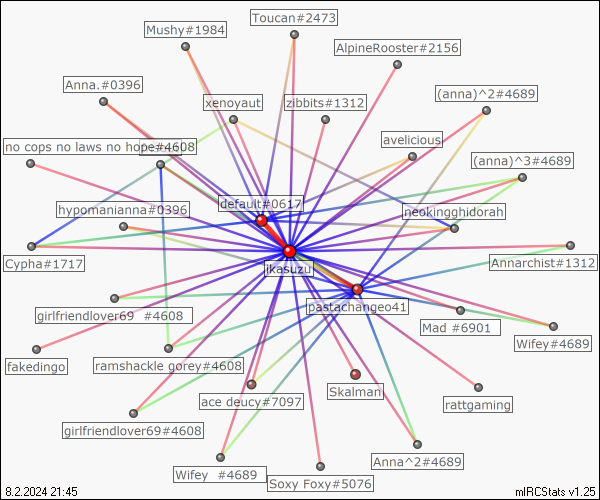 Toucan#2473
Mushy#1984
AlpineRooster#2156
Anna.#0396
xenoyaut
zibbits#1312
(anna)^2#4689
avelicious
no cops no laws no hope#4608
(anna)^3#4689
default#0617
hypomanianna#0396
neokingghidorah
Cypha#1717
ikasuzu
Annarchist#1312
pastachangeo41
girlfriendlover69 #4608
Mad #6901
Wifey#4689
fakedingo
ramshackle gorey#4608
Skalman
ace deucy#7097
rattgaming
girlfriendlover69#4608
Wifey #4689
Anna^2#4689
Soxy Foxy#5076
8.2.2024 21:45
mIRCStats v1.25